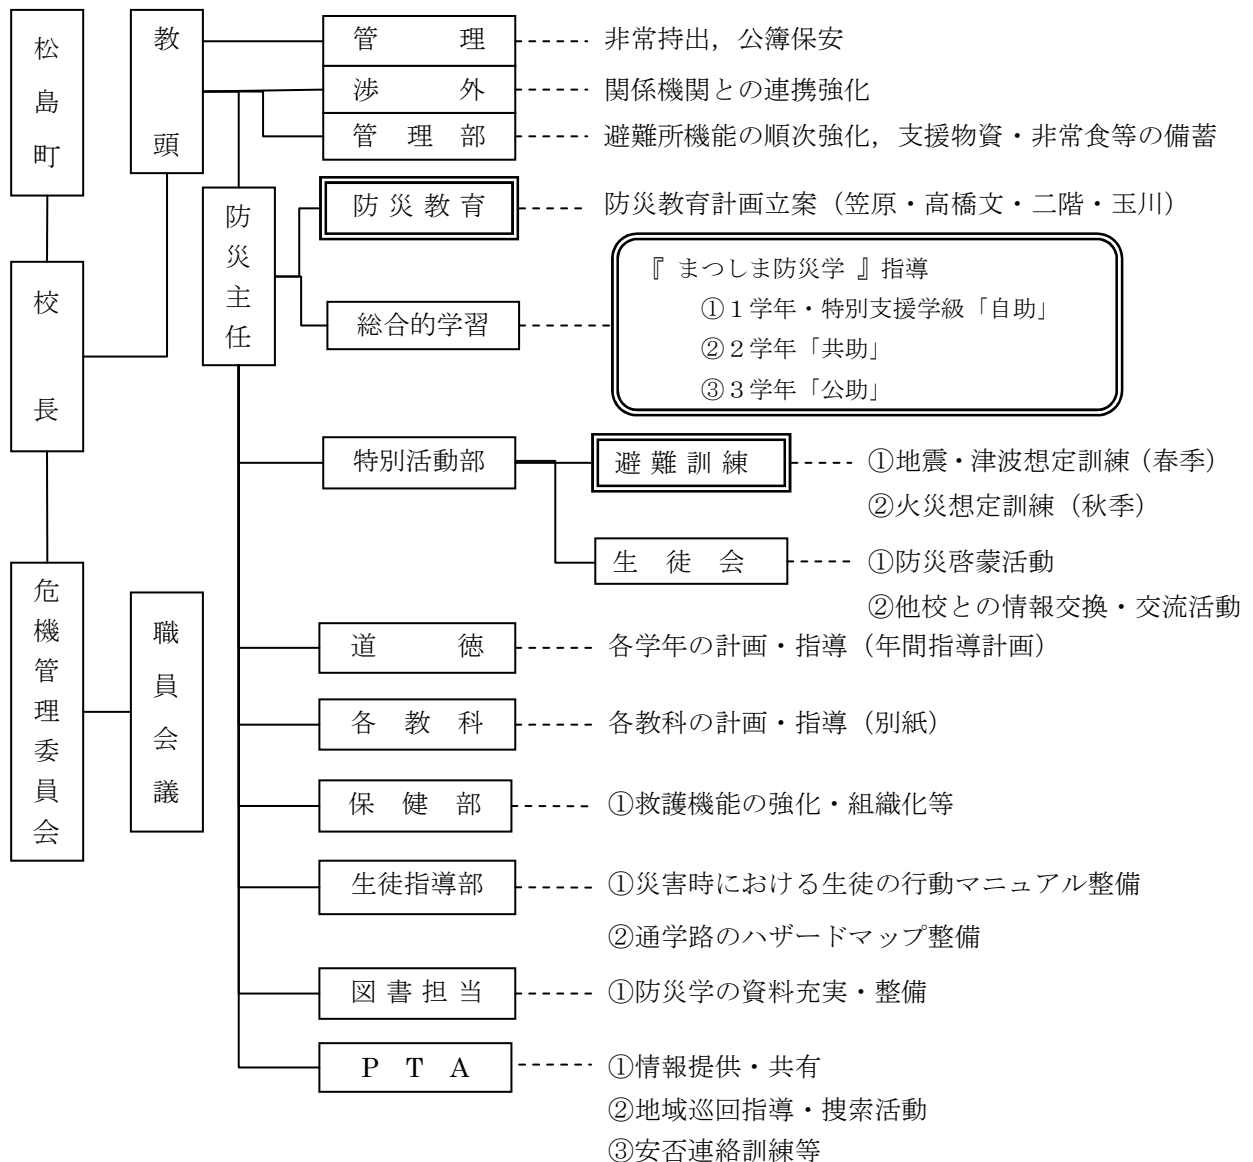 松島町
校長
危機管理委員会
教頭
職員会議
防災主任
管理 非常持出，公簿保安
渉外 関係機関との連携強化
管理部 避難所機能の順次強化，支援物資・非常食等の備蓄
防災教育 防災教育計画立案（笠原・高橋文・二階・玉川）
総合的学習
『 まつしま防災学 』指導
①１学年・特別支援学級「自助」
②２学年「共助」
③３学年「公助」
特別活動部
避難訓練 ①地震・津波想定訓練（春季）
②火災想定訓練（秋季）
生徒会 ①防災啓蒙活動
②他校との情報交換・交流活動
道徳 各学年の計画・指導（年間指導計画）
各教科 各教科の計画・指導（別紙）
保健部 ①救護機能の強化・組織化等
生徒指導部 ①災害時における生徒の行動マニュアル整備
②通学路のハザードマップ整備
図書担当 ①防災学の資料充実・整備
ＰＴＡ ①情報提供・共有
②地域巡回指導・捜索活動
③安否連絡訓練等